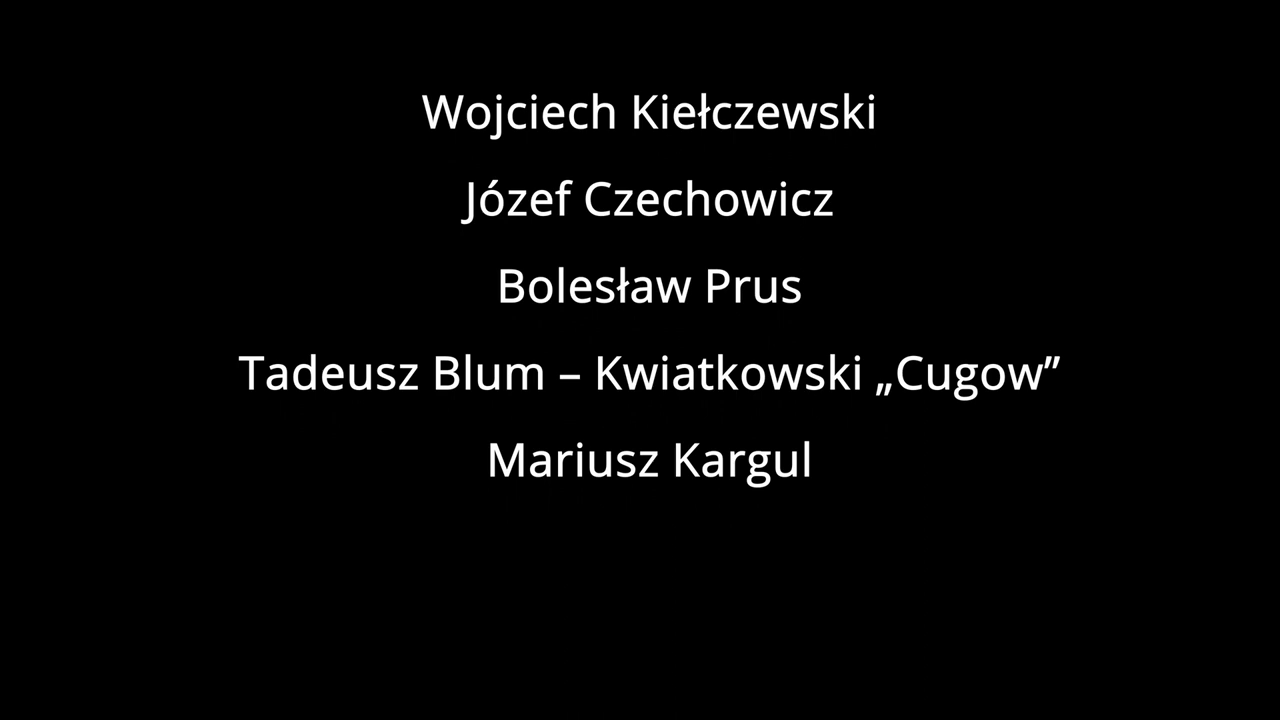 Wojciech Kiełczewski
Józef Czechowicz
Bolesław Prus
Tadeusz Blum – Kwiatkowski „Cugow”
Mariusz Kargul